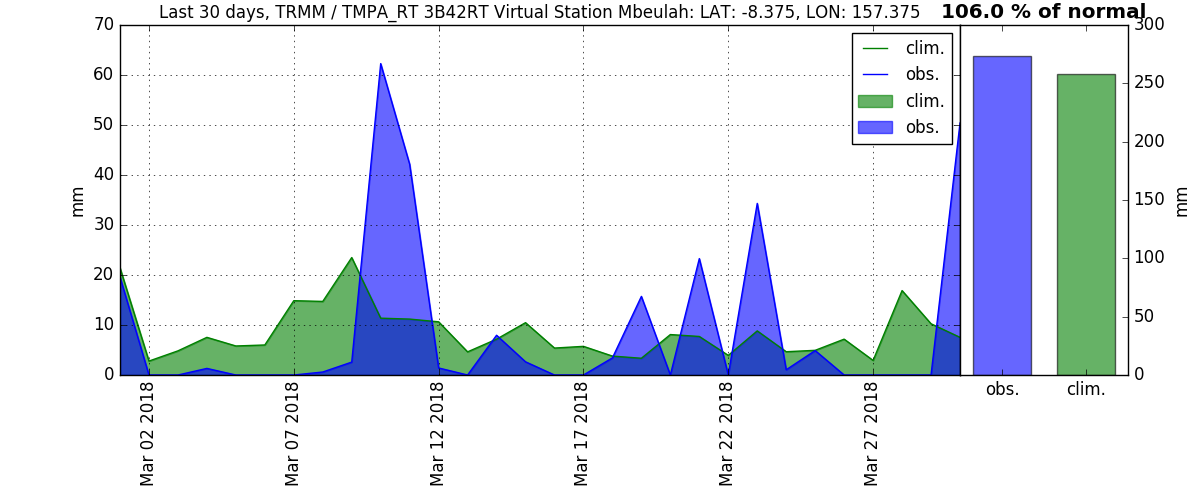 Last 30 days, TRMM / TMPA_RT 3B42RT Virtual Station Mbeulah: LAT: -8.375, LON: 157.375
106.0 % of normal
70
60
50
40
30
20
10
0
mm
clim.
obs.
clim.
obs.
Mar 02 2018
Mar 07 2018
Mar 12 2018
Mar 17 2018
Mar 22 2018
Mar 27 2018
obs.
clim.
300
250
200
150
100
50
0
mm